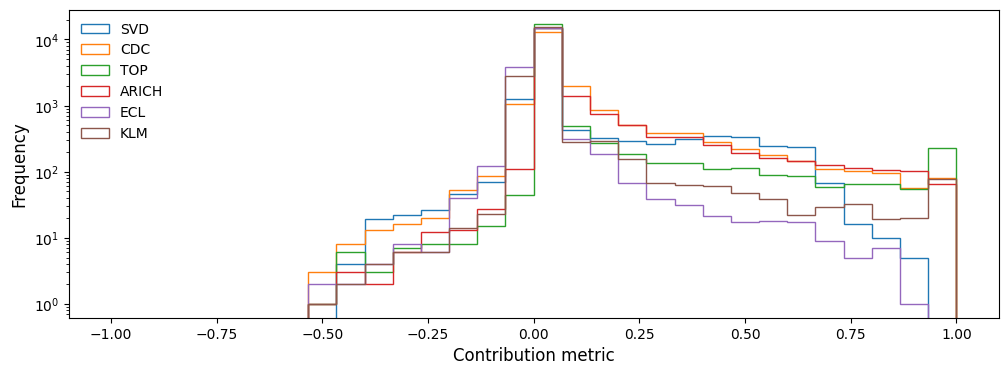 SVD
CDC
TOP
ARICH
ECL
KLM
Frequency
10⁴
10³
10²
10¹
10⁰
−1.00 −0.75 −0.50 −0.25 0.00 0.25 0.50 0.75 1.00
Contribution metric